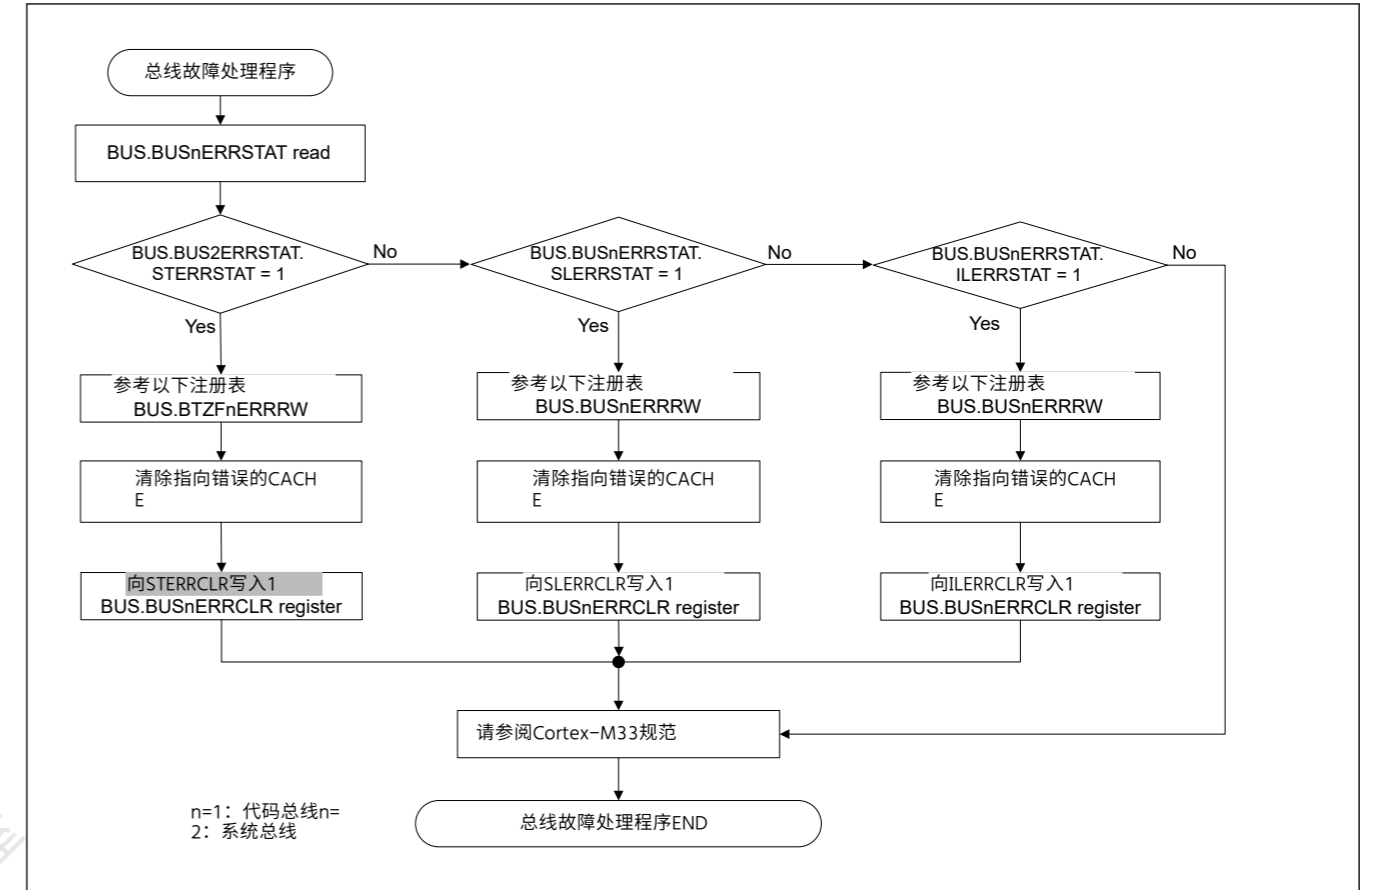 总线故障处理程序
BUS.BUSnERRSTAT read
BUS.BUS2ERRSTAT.
STERRSTAT = 1
No
Yes
BUS.BUSnERRSTAT.
SLERRSTAT = 1
No
Yes
BUS.BUSnERRSTAT.
ILERRSTAT = 1
No
Yes
参考以下注册表
BUS.BTZFnERRRW
参考以下注册表
BUS.BUSnERRRW
参考以下注册表
BUS.BUSnERRRW
清除指向错误的CACH
E
清除指向错误的CACH
E
清除指向错误的CACH
E
向STERRCLR写入1
BUS.BUSnERRCLR register
向SLERRCLR写入1
BUS.BUSnERRCLR register
向ILERRCLR写入1
BUS.BUSnERRCLR register
请参阅Cortex-M33规范
总线故障处理程序END
n=1：代码总线n=
2：系统总线